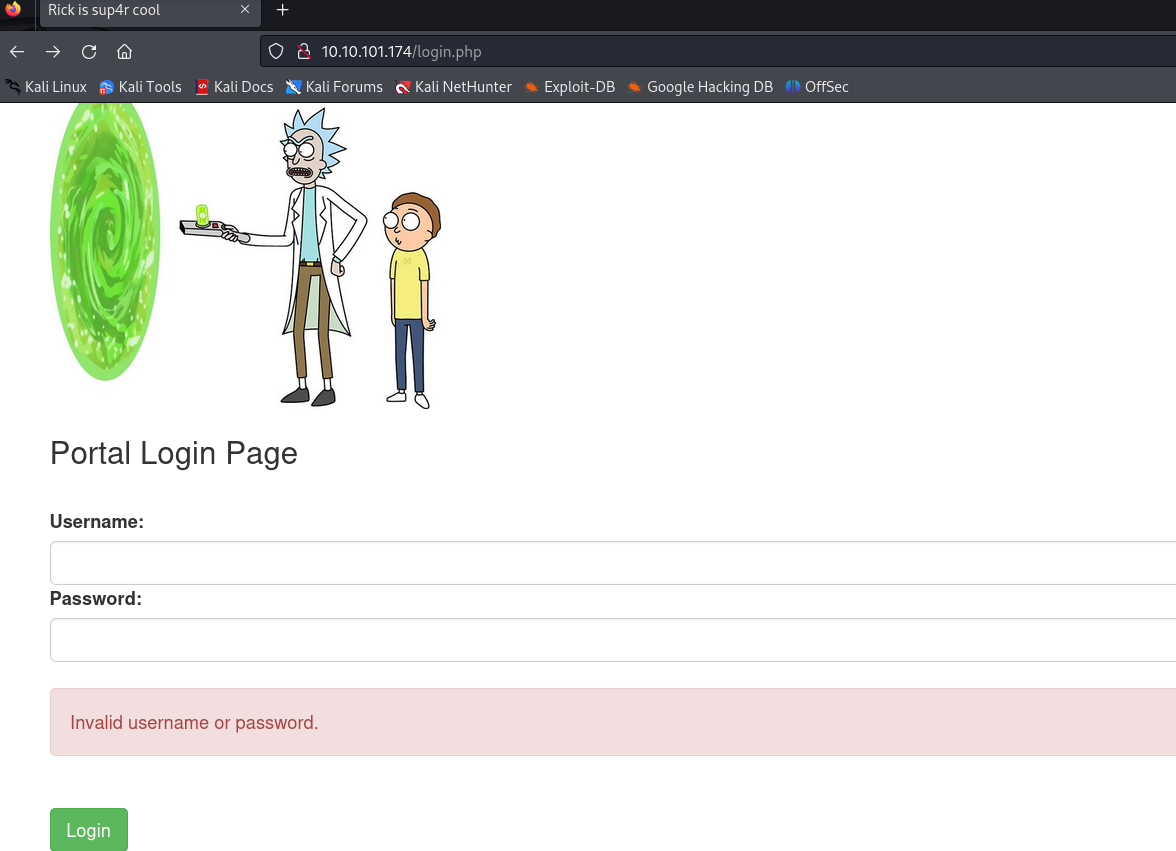 Rick is sup4r cool
10.10.101.174/login.php
Kali Linux Kali Tools Kali Docs Kali Forums Kali NetHunter Exploit-DB Google Hacking DB OffSec
Portal Login Page
Username:
Password:
Invalid username or password.
Login